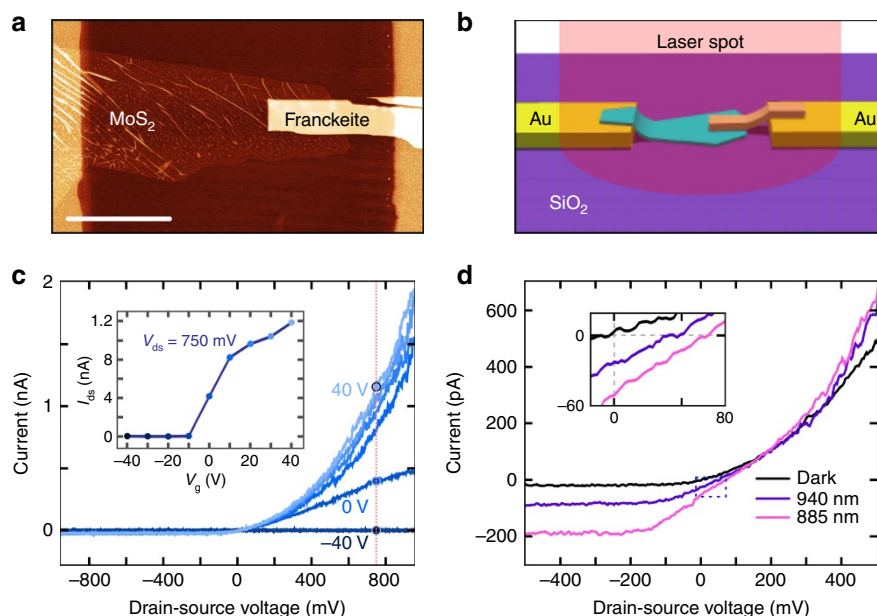 a
MoS2
Franckeite
b
Laser spot
Au
Au
SiO2
c
Current (nA)
2
1
0
−800
−400
0
400
800
Drain-source voltage (mV)
40 V
0 V
−40 V
Vds = 750 mV
Ids (nA)
1.2
0.8
0.4
0
−40
−20
0
20
40
Vg (V)
d
Current (pA)
600
400
200
0
−200
−400
−200
0
200
400
Drain-source voltage (mV)
0
−60
0
80
Dark
940 nm
885 nm